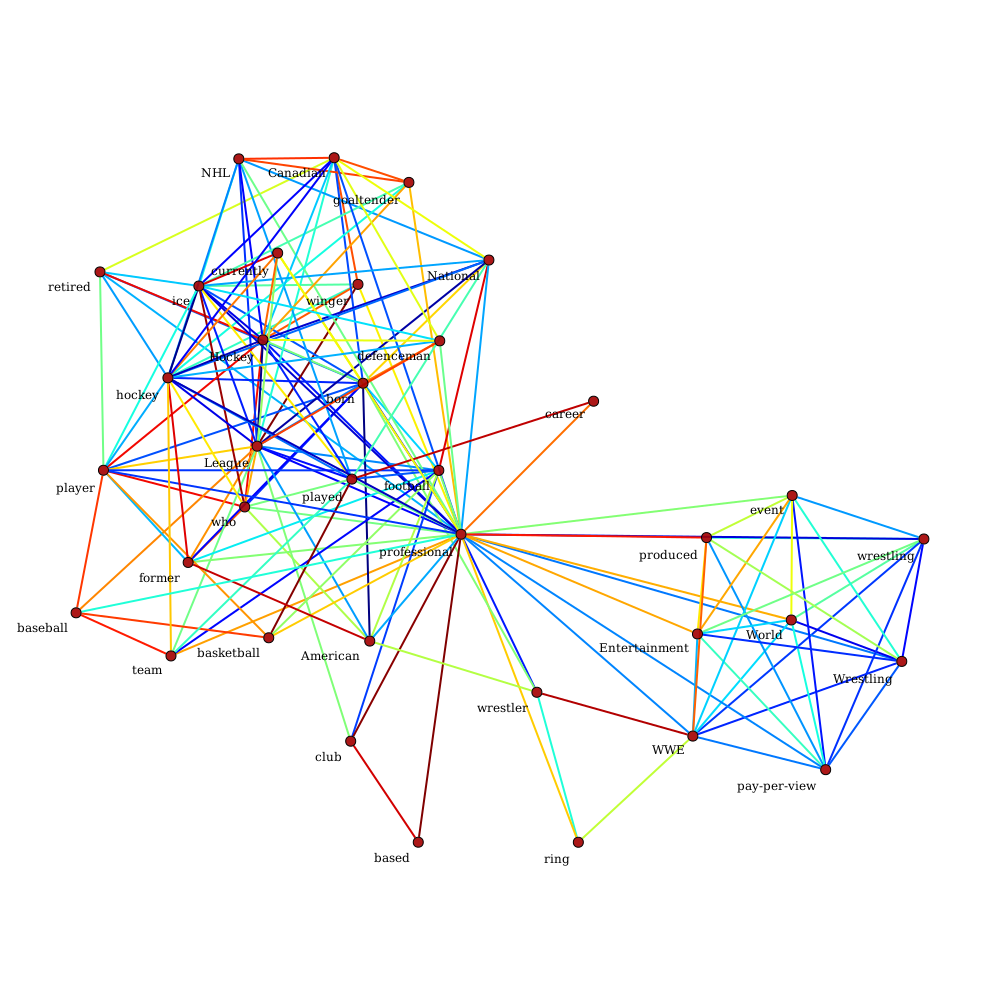 NHL
Canadian
goaltender
currently
National
retired
ice
winger
Hockey
defenceman
hockey
born
career
League
player
played
football
event
who
professional
produced
wrestling
former
baseball
basketball
American
Entertainment
World
team
Wrestling
wrestler
club
WWE
pay-per-view
based
ring